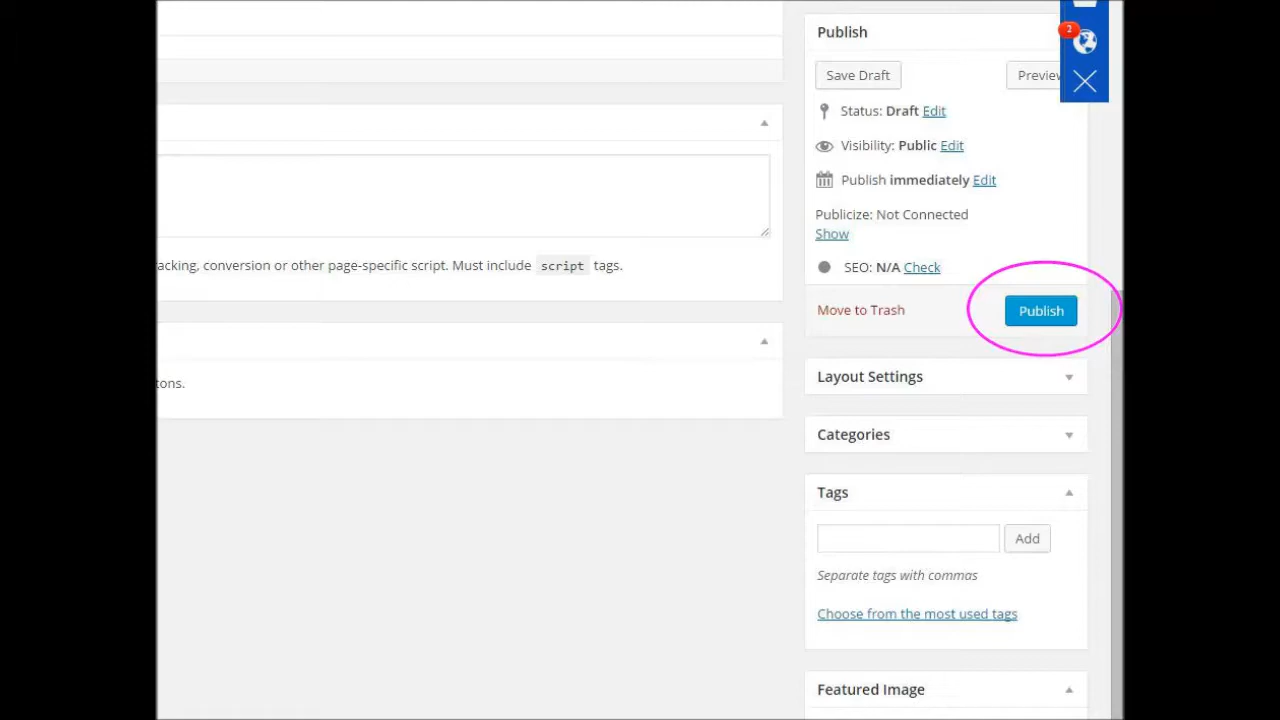 Publish
2
Save Draft
Preview
Status: Draft Edit
Visibility: Public Edit
Publish immediately Edit
Publicize: Not Connected
Show
SEO: N/A Check
Move to Trash
Publish
acking, conversion or other page-specific script. Must include script tags.
tons.
Layout Settings
Categories
Tags
Add
Separate tags with commas
Choose from the most used tags
Featured Image